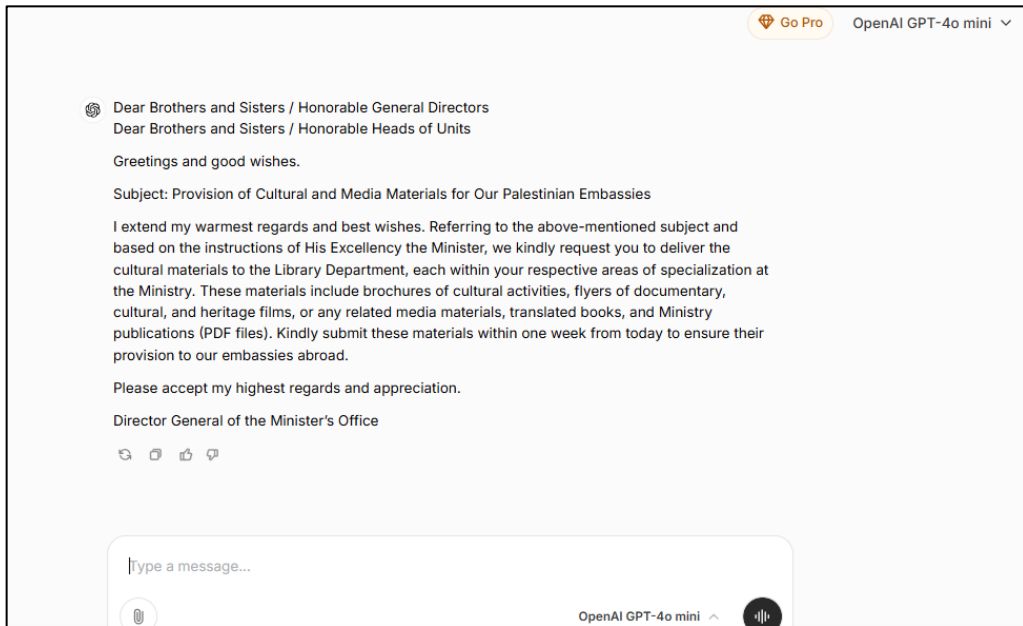 Go Pro OpenAI GPT-4o mini
Dear Brothers and Sisters / Honorable General Directors
Dear Brothers and Sisters / Honorable Heads of Units
Greetings and good wishes.
Subject: Provision of Cultural and Media Materials for Our Palestinian Embassies
I extend my warmest regards and best wishes. Referring to the above-mentioned subject and
based on the instructions of His Excellency the Minister, we kindly request you to deliver the
cultural materials to the Library Department, each within your respective areas of specialization at
the Ministry. These materials include brochures of cultural activities, flyers of documentary,
cultural, and heritage films, or any related media materials, translated books, and Ministry
publications (PDF files). Kindly submit these materials within one week from today to ensure their
provision to our embassies abroad.
Please accept my highest regards and appreciation.
Director General of the Minister’s Office
Type a message...
OpenAI GPT-4o mini